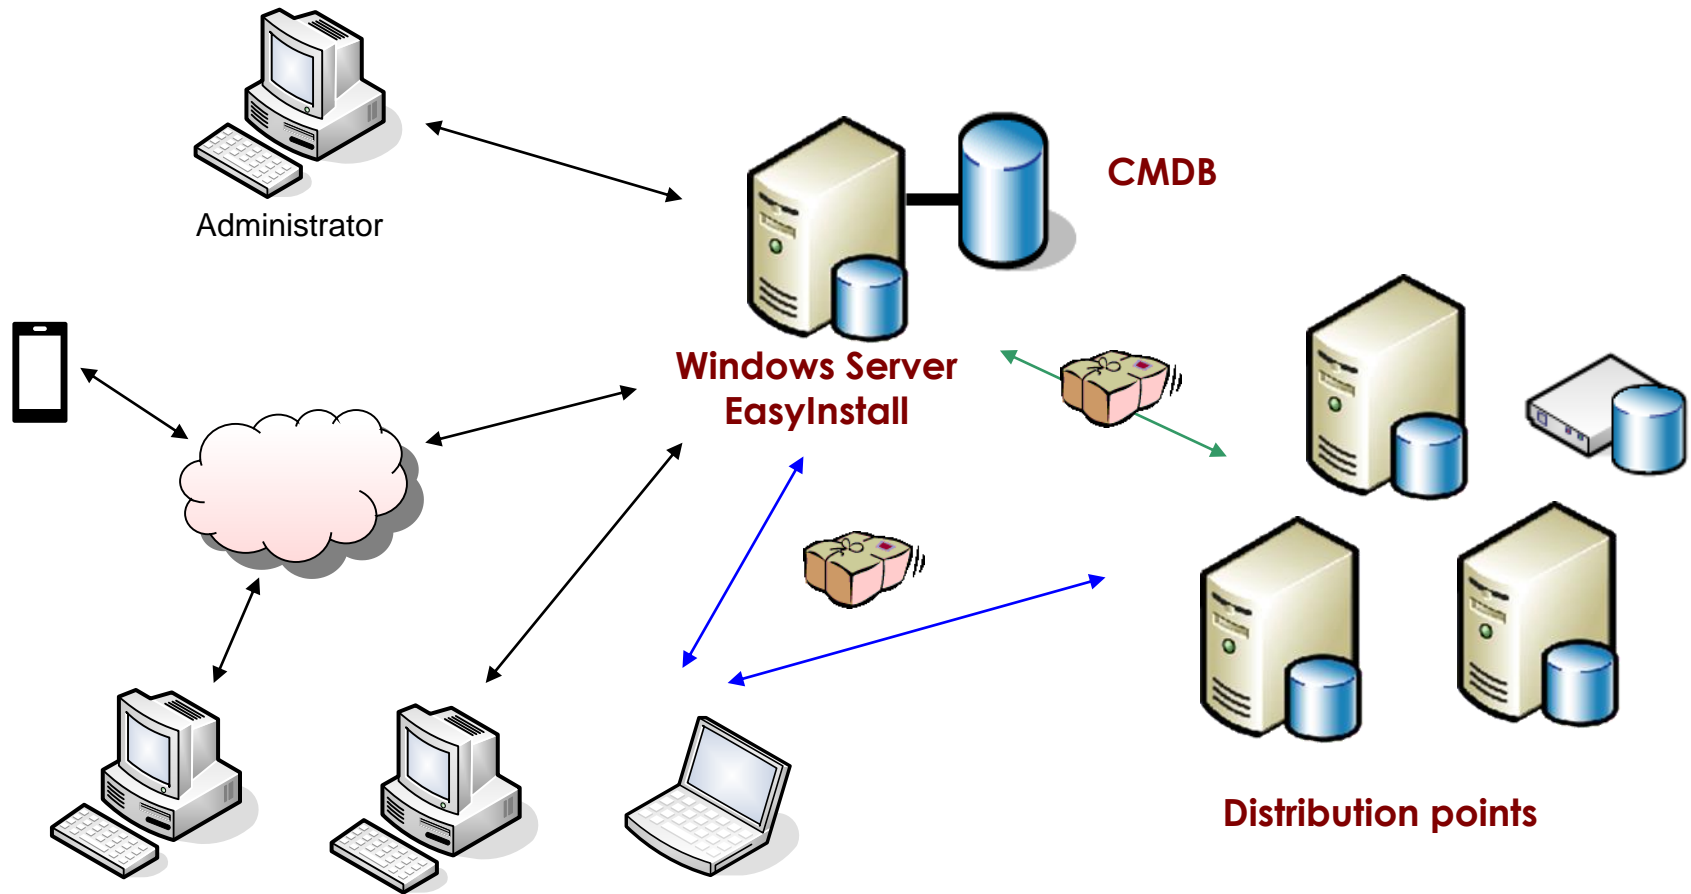 Administrator
CMDB
Windows Server
EasyInstall
Distribution points